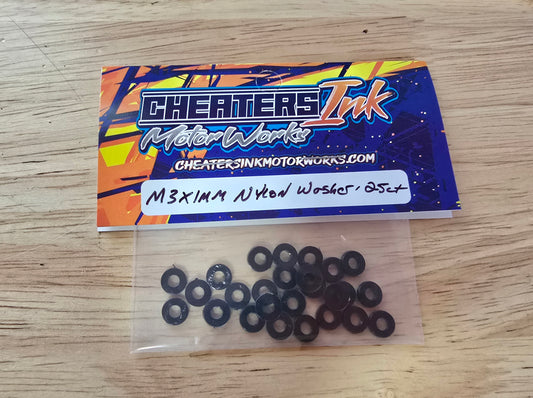 CHEATERS Ink
MotorWorks
CHEATERSINKMOTORWORKS.COM
M3X1MM Nylon Washer - 25ct